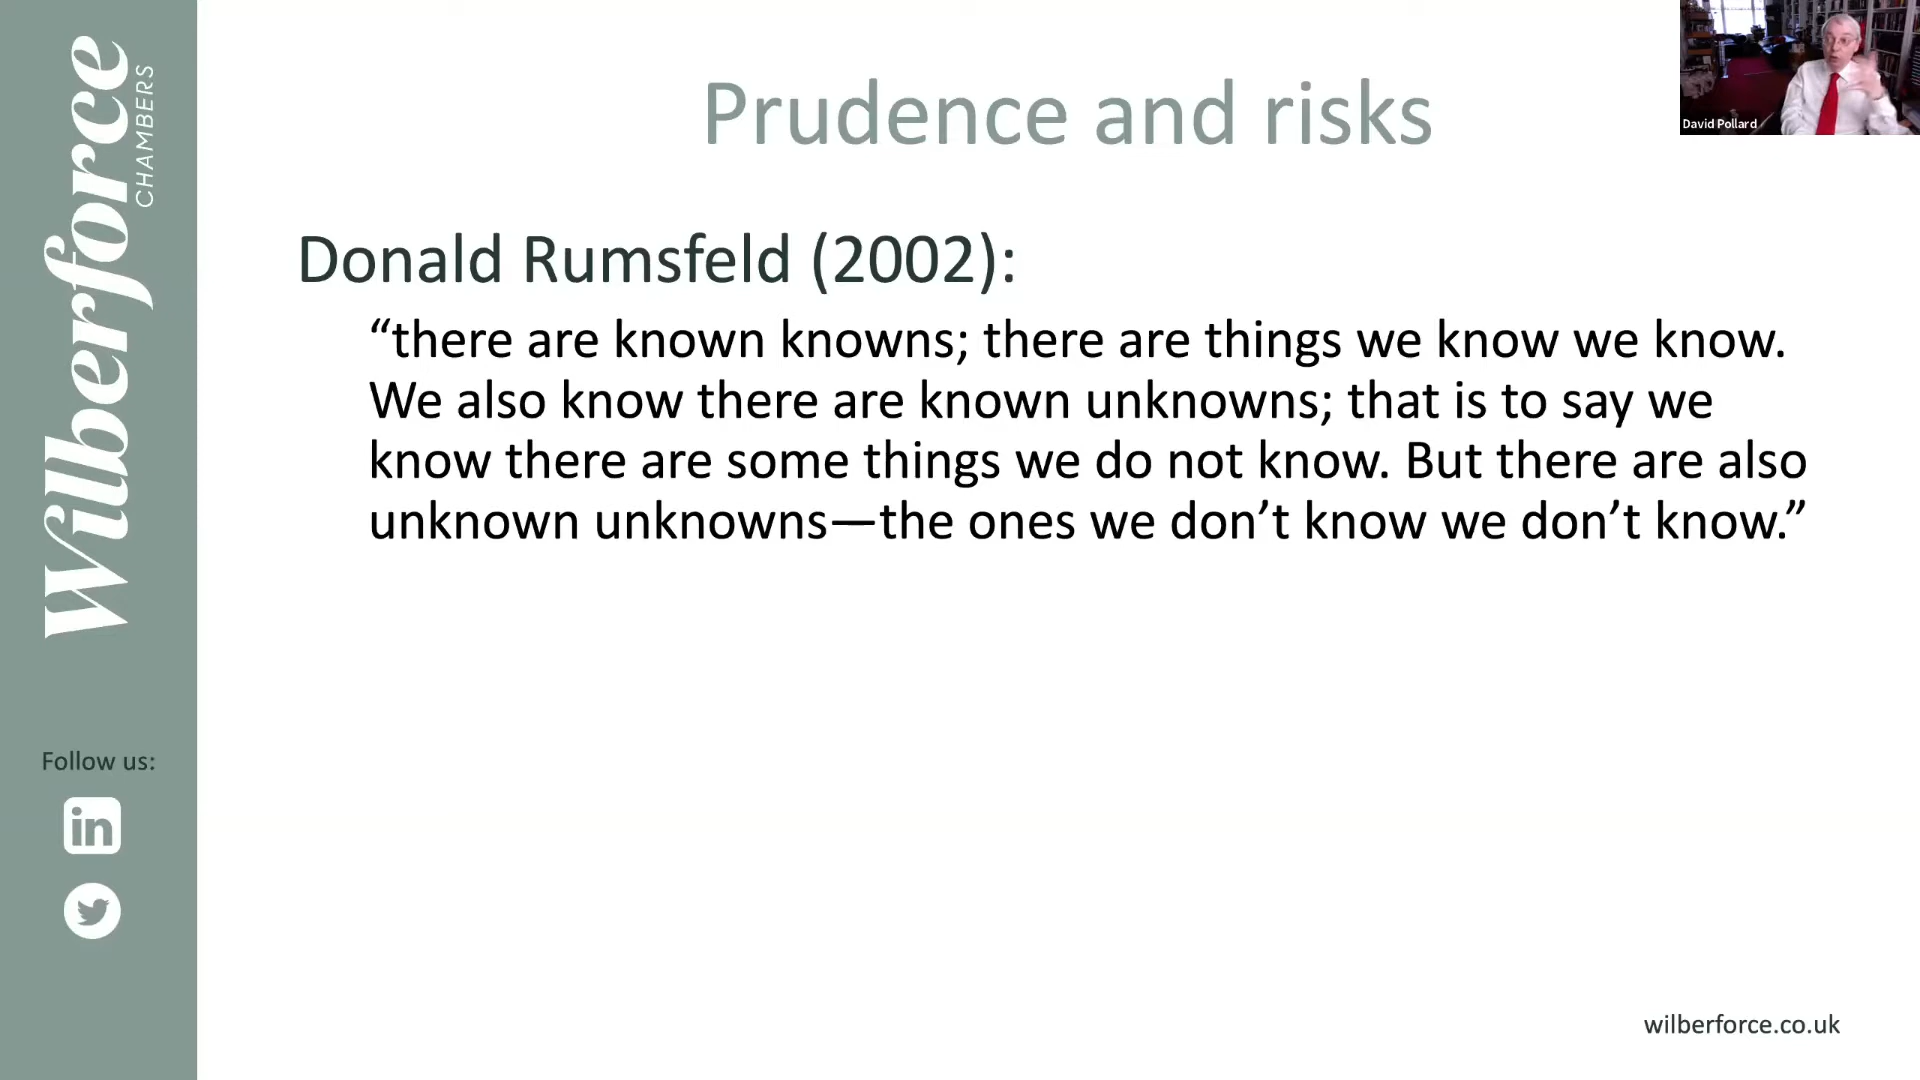 Wilberforce
CHAMBERS
Prudence and risks
David Pollard
Donald Rumsfeld (2002):
“there are known knowns; there are things we know we know.
We also know there are known unknowns; that is to say we
know there are some things we do not know. But there are also
unknown unknowns—the ones we don’t know we don’t know.”
Follow us:
in
wilberforce.co.uk